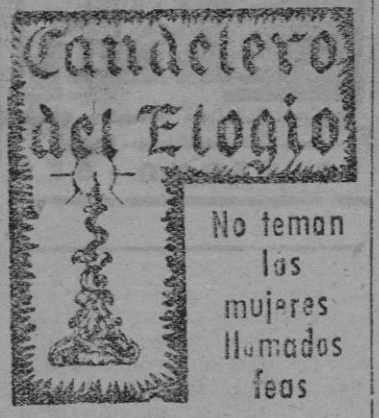 Candelero
del Elogio
No teman
las
mujeres
llamadas
feas